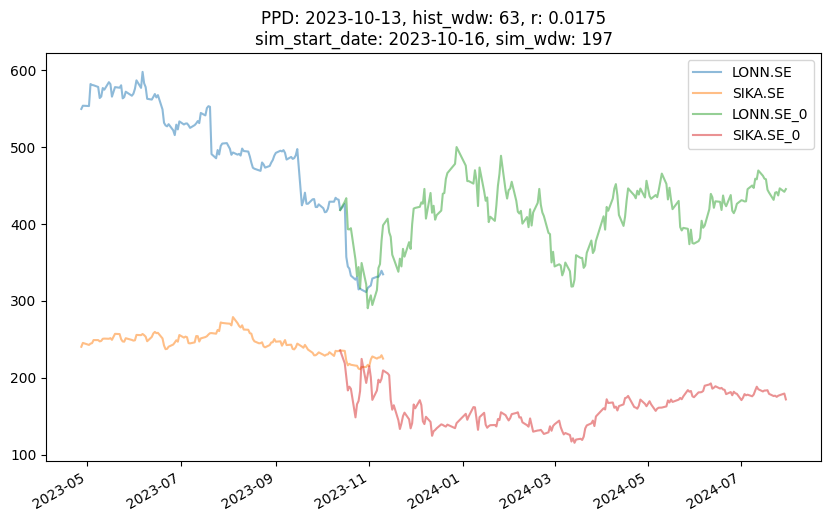 PPD: 2023-10-13, hist_wdw: 63, r: 0.0175
sim_start_date: 2023-10-16, sim_wdw: 197
LONN.SE
SIKA.SE
LONN.SE_0
SIKA.SE_0
600
500
400
300
200
100
2023-05
2023-07
2023-09
2023-11
2024-01
2024-03
2024-05
2024-07